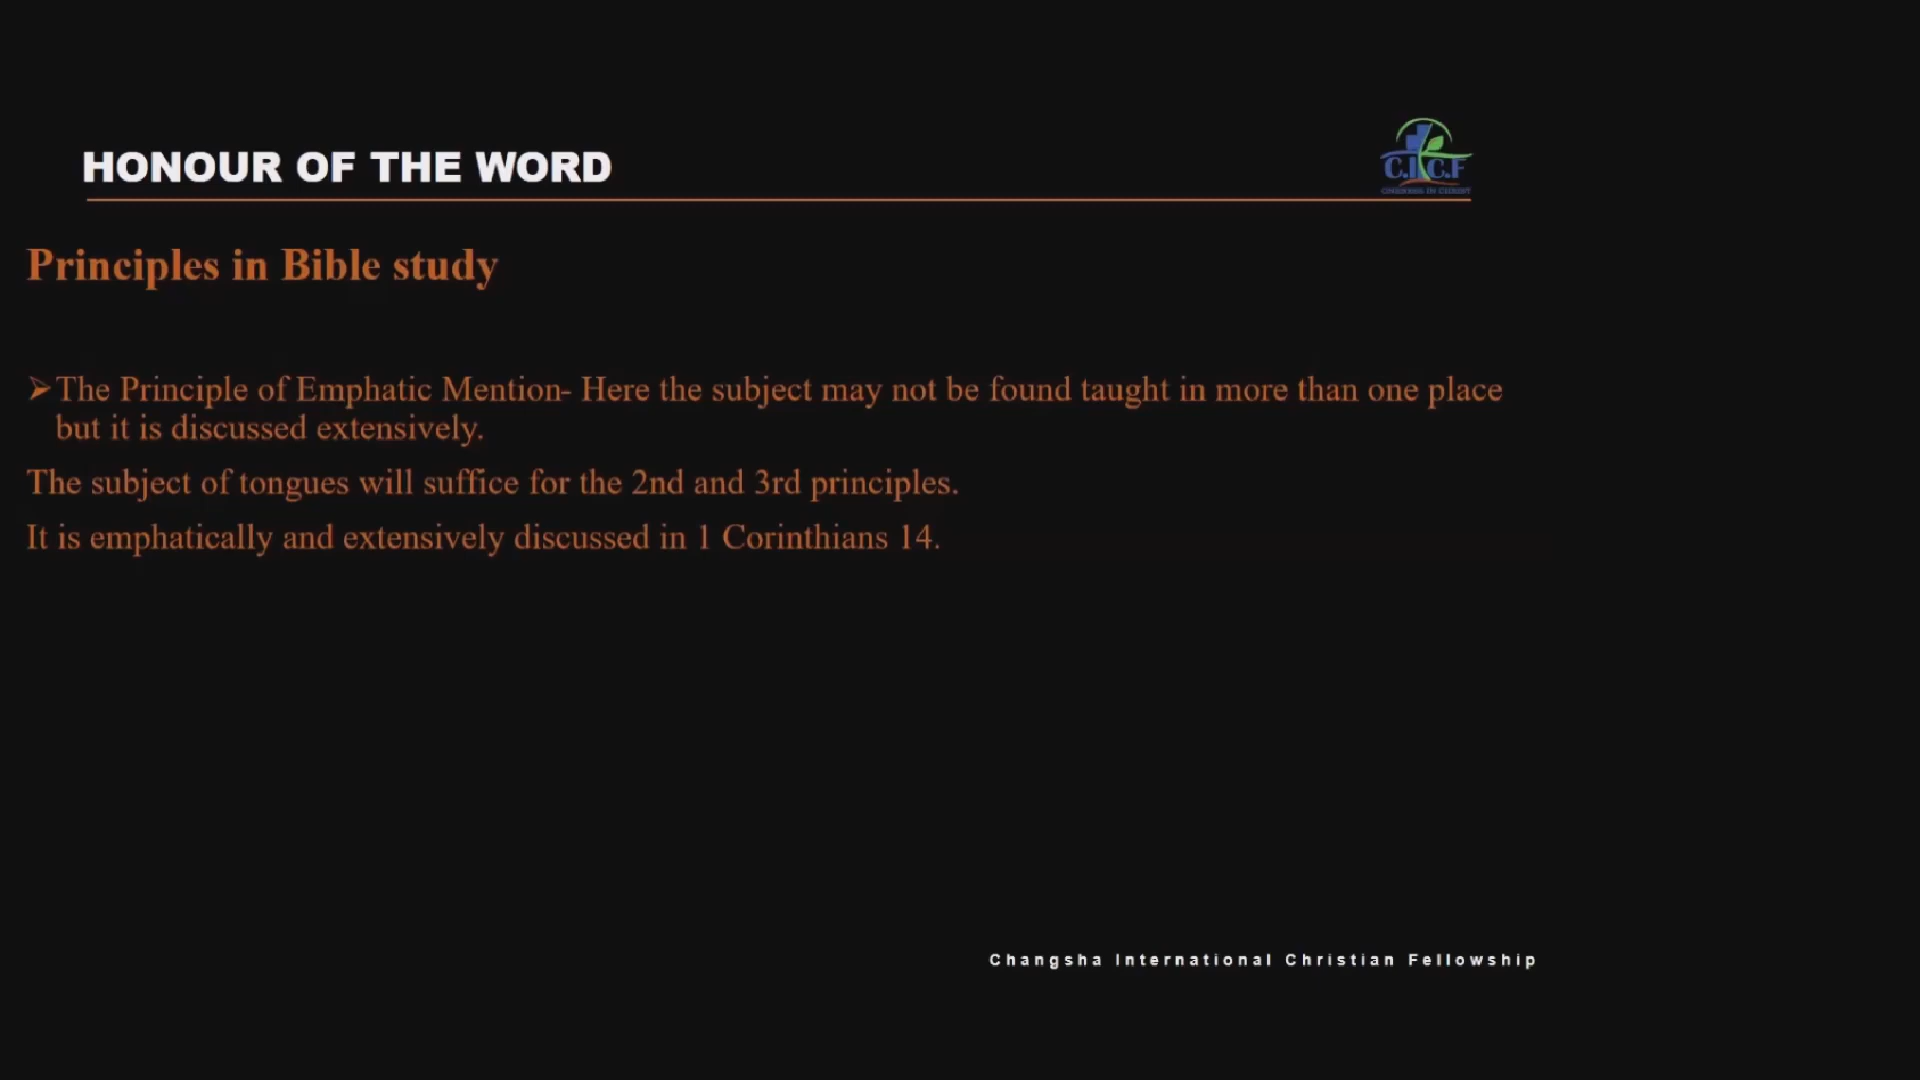 HONOUR OF THE WORD
C.I.C.F
Principles in Bible study
➢The Principle of Emphatic Mention- Here the subject may not be found taught in more than one place
but it is discussed extensively.
The subject of tongues will suffice for the 2nd and 3rd principles.
It is emphatically and extensively discussed in 1 Corinthians 14.
Changsha International Christian Fellowship